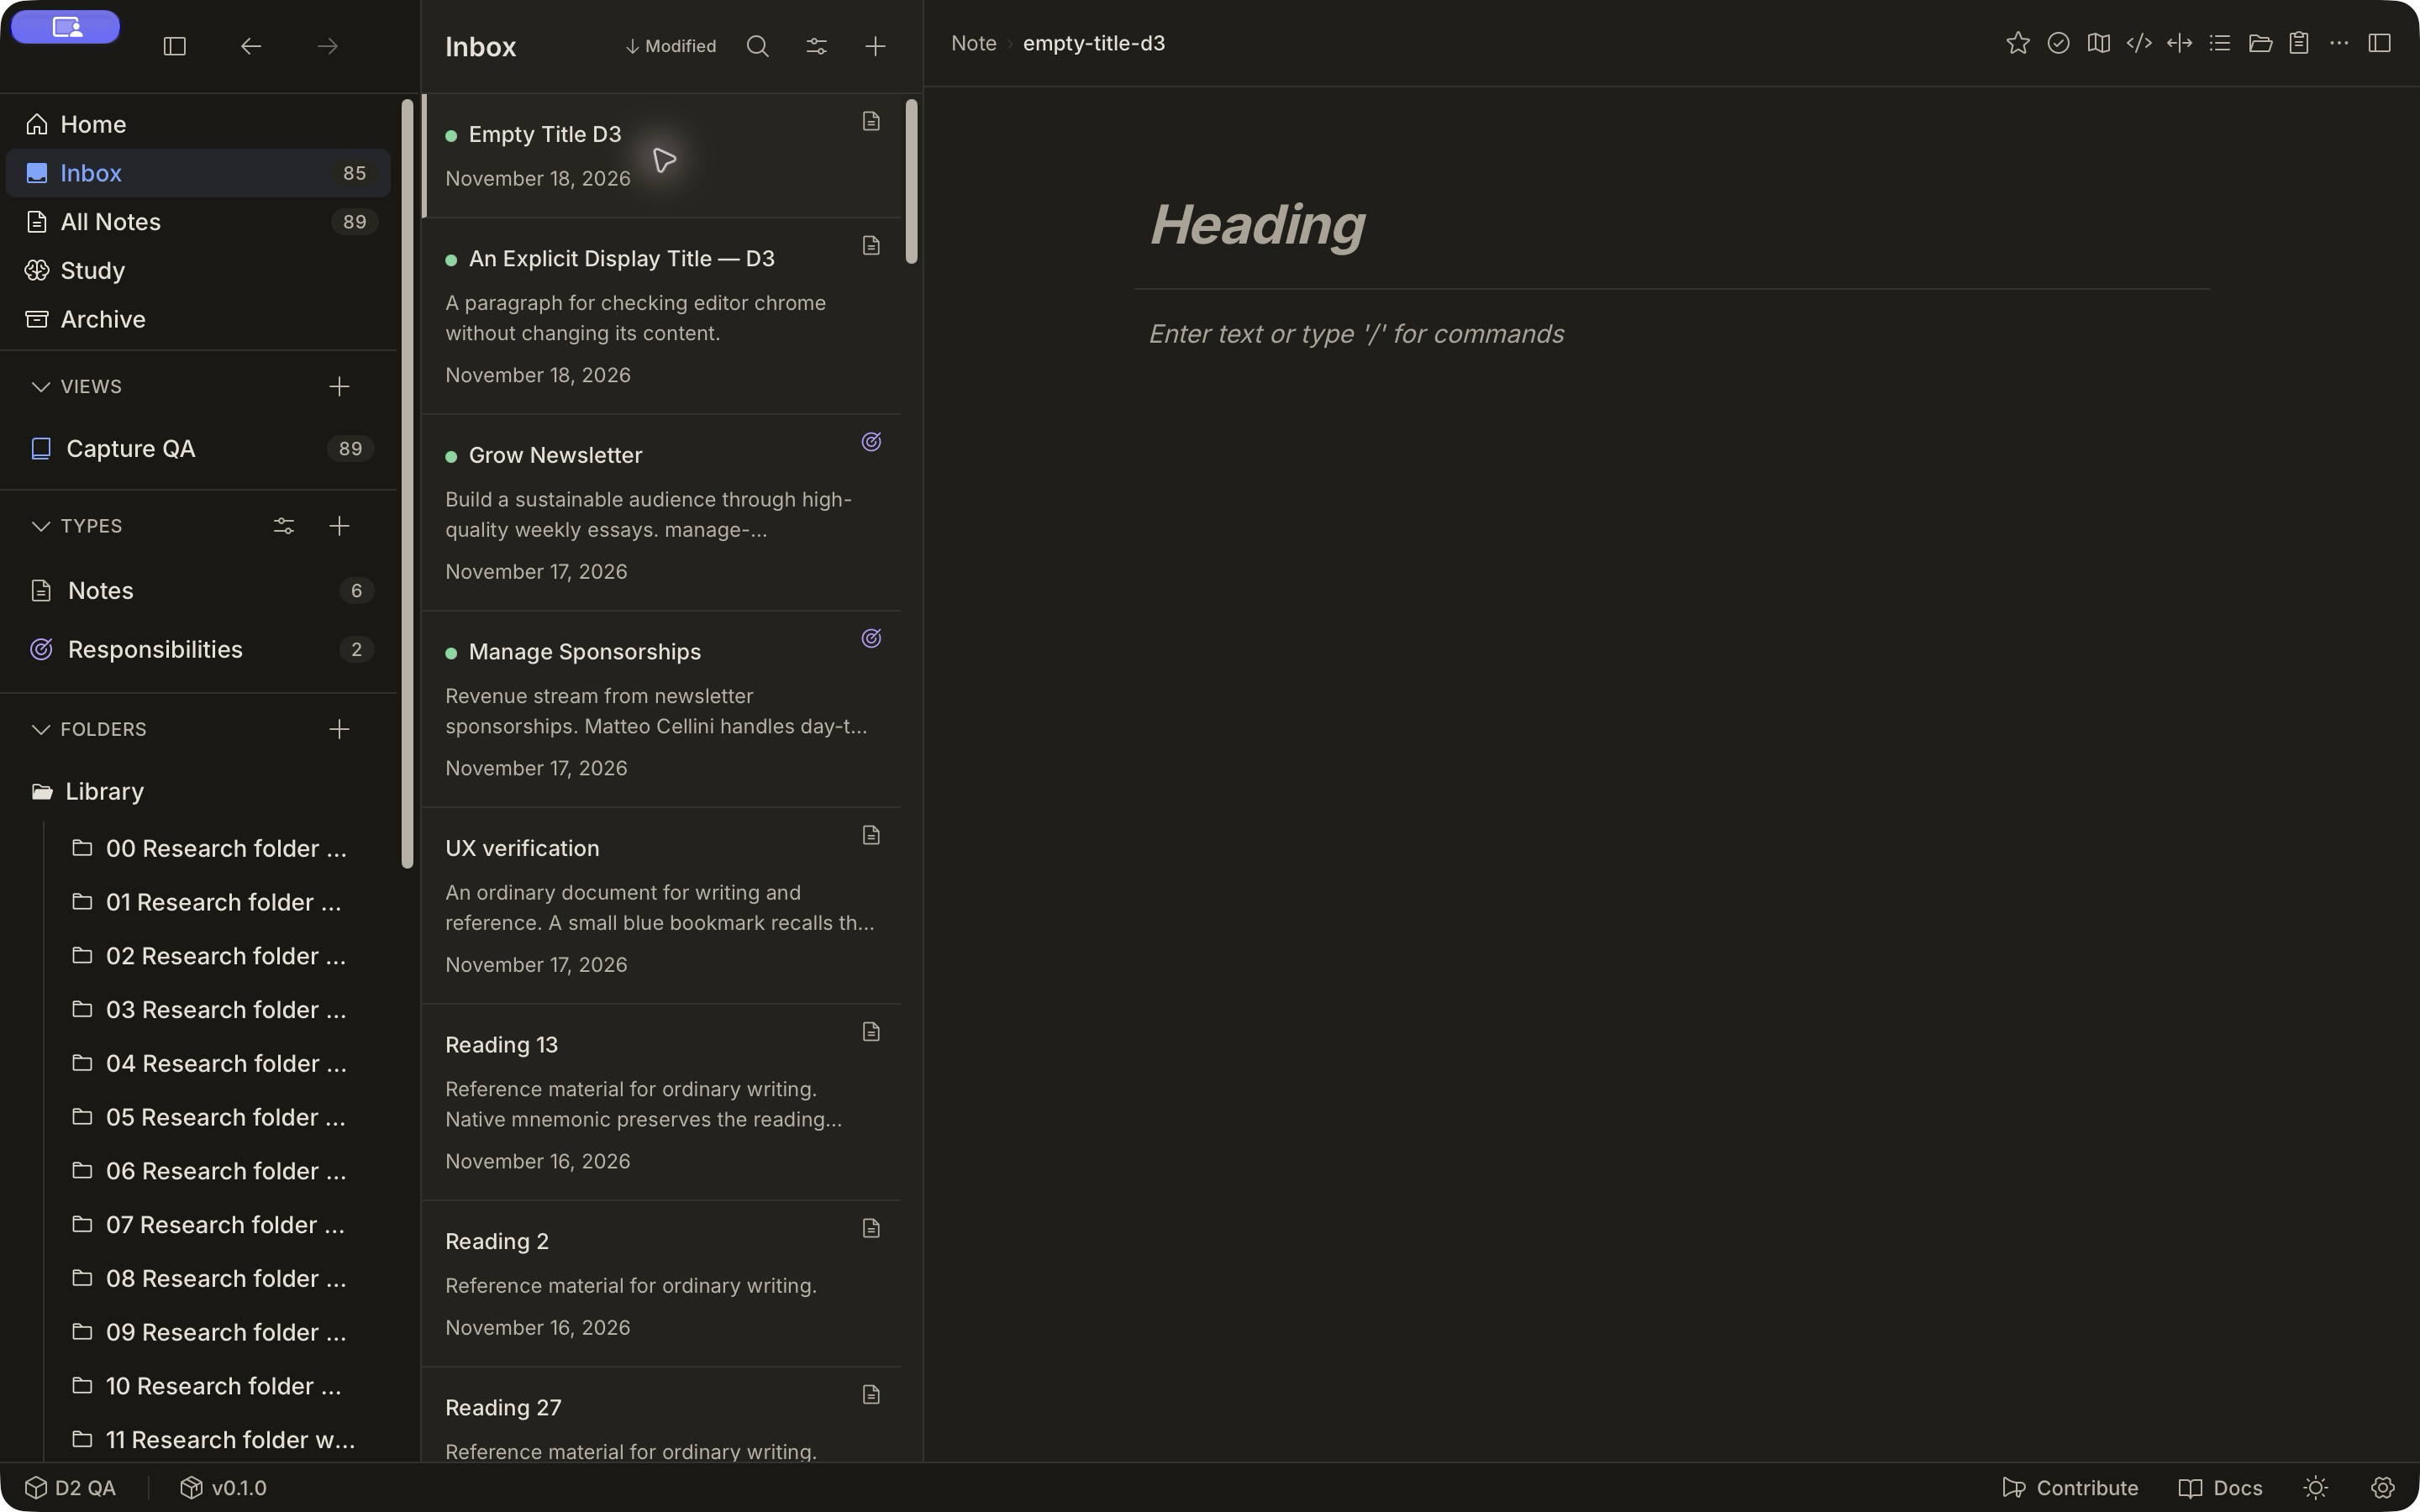 Home
Inbox 85
All Notes 89
Study
Archive
VIEWS
Capture QA 89
TYPES
Notes 6
Responsibilities 2
FOLDERS
Library
00 Research folder ...
01 Research folder ...
02 Research folder ...
03 Research folder ...
04 Research folder ...
05 Research folder ...
06 Research folder ...
07 Research folder ...
08 Research folder ...
09 Research folder ...
10 Research folder ...
11 Research folder w...
Inbox Modified
Empty Title D3
November 18, 2026
An Explicit Display Title — D3
A paragraph for checking editor chrome
without changing its content.
November 18, 2026
Grow Newsletter
Build a sustainable audience through high-
quality weekly essays. manage-...
November 17, 2026
Manage Sponsorships
Revenue stream from newsletter
sponsorships. Matteo Cellini handles day-t...
November 17, 2026
UX verification
An ordinary document for writing and
reference. A small blue bookmark recalls th...
November 17, 2026
Reading 13
Reference material for ordinary writing.
Native mnemonic preserves the reading...
November 16, 2026
Reading 2
Reference material for ordinary writing.
November 16, 2026
Reading 27
Reference material for ordinary writing.
Note › empty-title-d3
Heading
Enter text or type '/' for commands
D2 QA v0.1.0
Contribute Docs